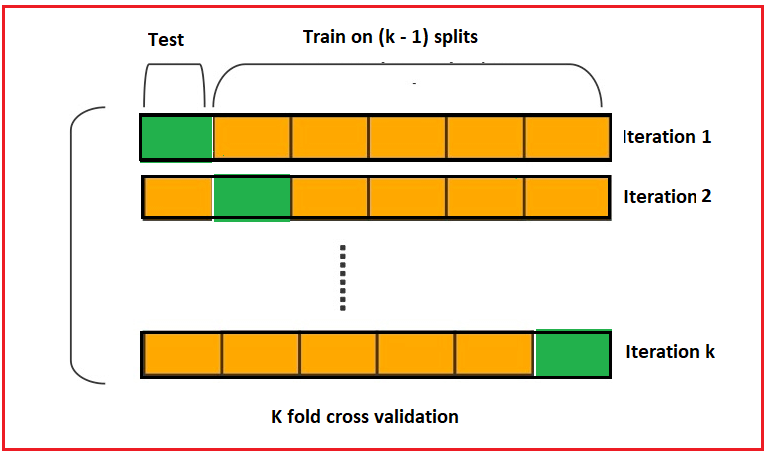 Test
Train on (k - 1) splits
Iteration 1
Iteration 2
Iteration k
K fold cross validation